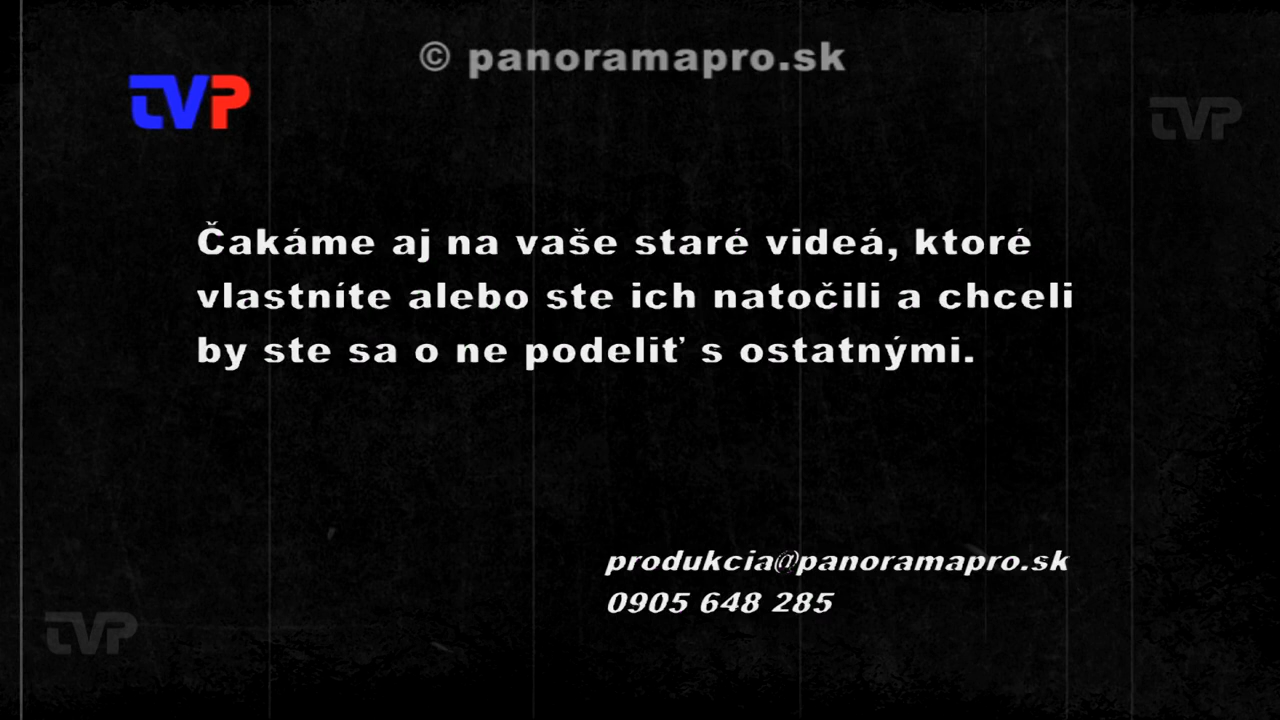 © panoramapro.sk
TVP
TVP
Čakáme aj na vaše staré videá, ktoré
vlastníte alebo ste ich natočili a chceli
by ste sa o ne podeliť s ostatnými.
produkcia@panoramapro.sk
0905 648 285
TVP